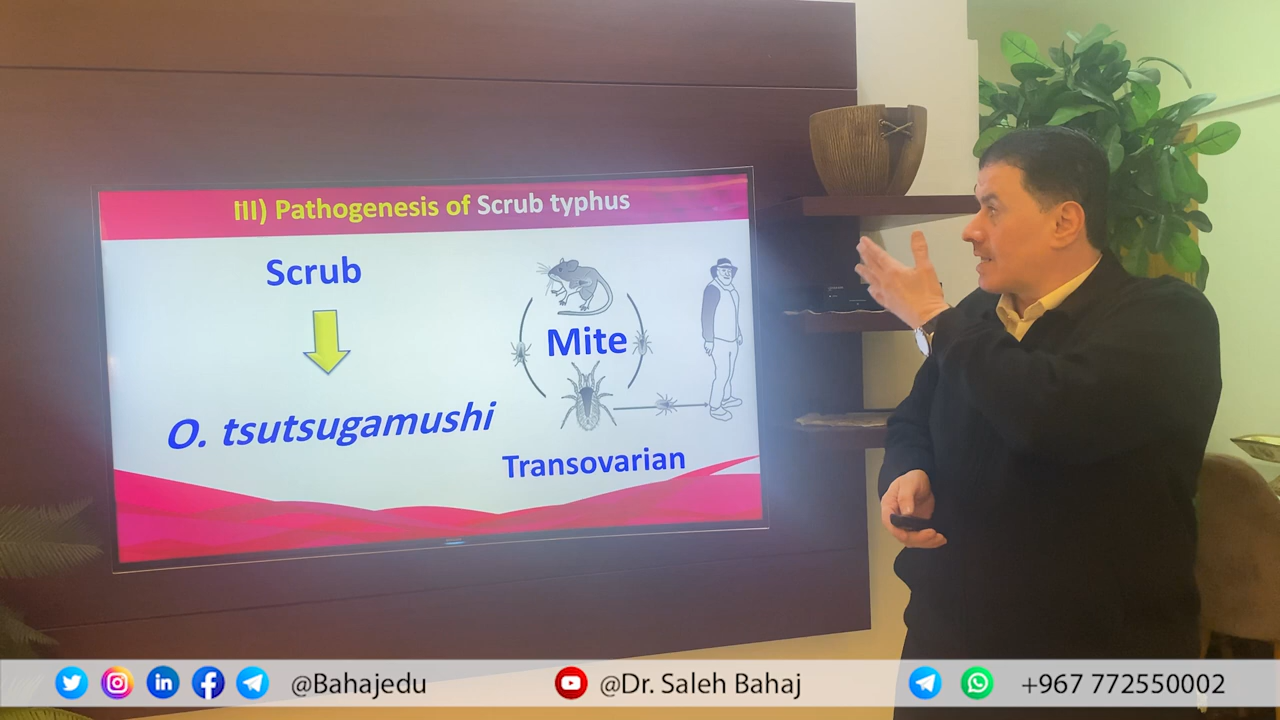 III) Pathogenesis of Scrub typhus
Scrub
O. tsutsugamushi
Mite
Transovarian
@Bahajedu
@Dr. Saleh Bahaj
+967 772550002